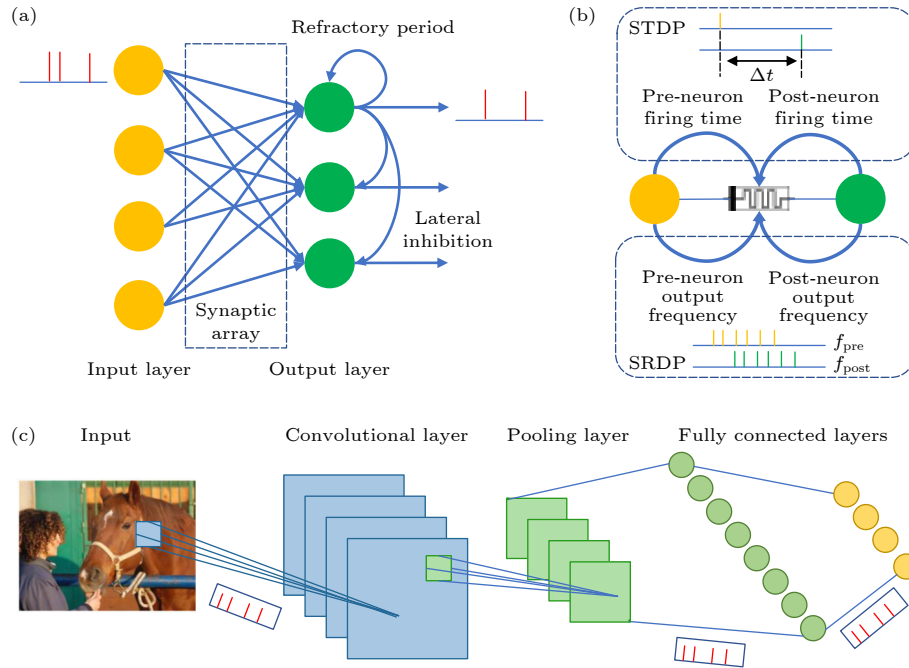 (a)
Refractory period
Lateral
inhibition
Synaptic
array
Input layer
Output layer
(b)
STDP
Δt
Pre-neuron
firing time
Post-neuron
firing time
Pre-neuron
output
frequency
Post-neuron
output
frequency
f_pre
SRDP
f_post
(c)
Input
Convolutional layer
Pooling layer
Fully connected layers